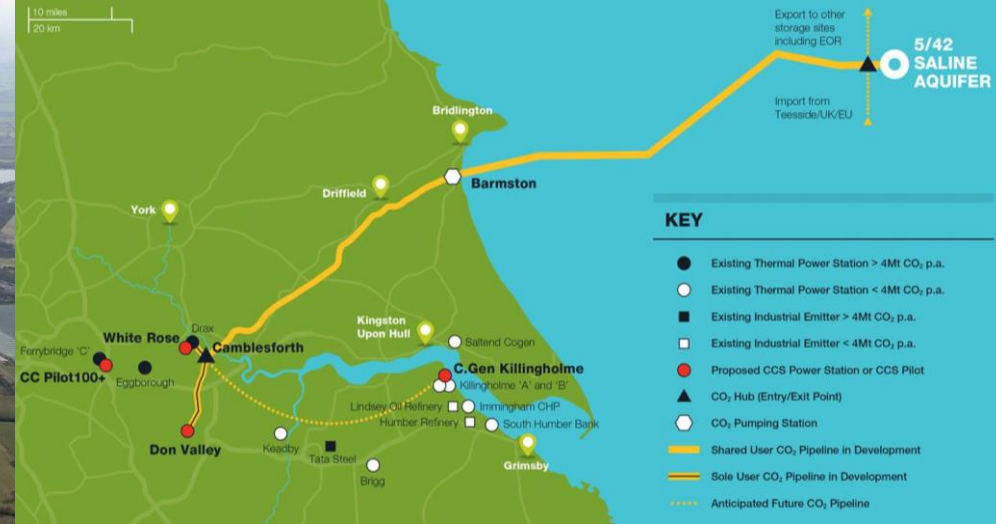 10 miles
20 km
Export to other
storage sites
including EOR
5/42
SALINE
AQUIFER
Import from
Teesside/UK/EU
Bridlington
Barmston
Driffield
York
KEY
Existing Thermal Power Station > 4Mt CO₂ p.a.
Existing Thermal Power Station < 4Mt CO₂ p.a.
Existing Industrial Emitter > 4Mt CO₂ p.a.
Existing Industrial Emitter < 4Mt CO₂ p.a.
Proposed CCS Power Station or CCS Pilot
CO₂ Hub (Entry/Exit Point)
CO₂ Pumping Station
Shared User CO₂ Pipeline in Development
Sole User CO₂ Pipeline in Development
Anticipated Future CO₂ Pipeline
Kingston
Upon Hull
Drax
White Rose
Camblesforth
Saltend Cogen
Ferrybridge 'C'
CC Pilot100+
Eggborough
C.Gen Killingholme
Killingholme 'A' and 'B'
Lindsey Oil Refinery
Immingham CHP
Humber Refinery
South Humber Bank
Don Valley
Keadby
Tata Steel
Brigg
Grimsby